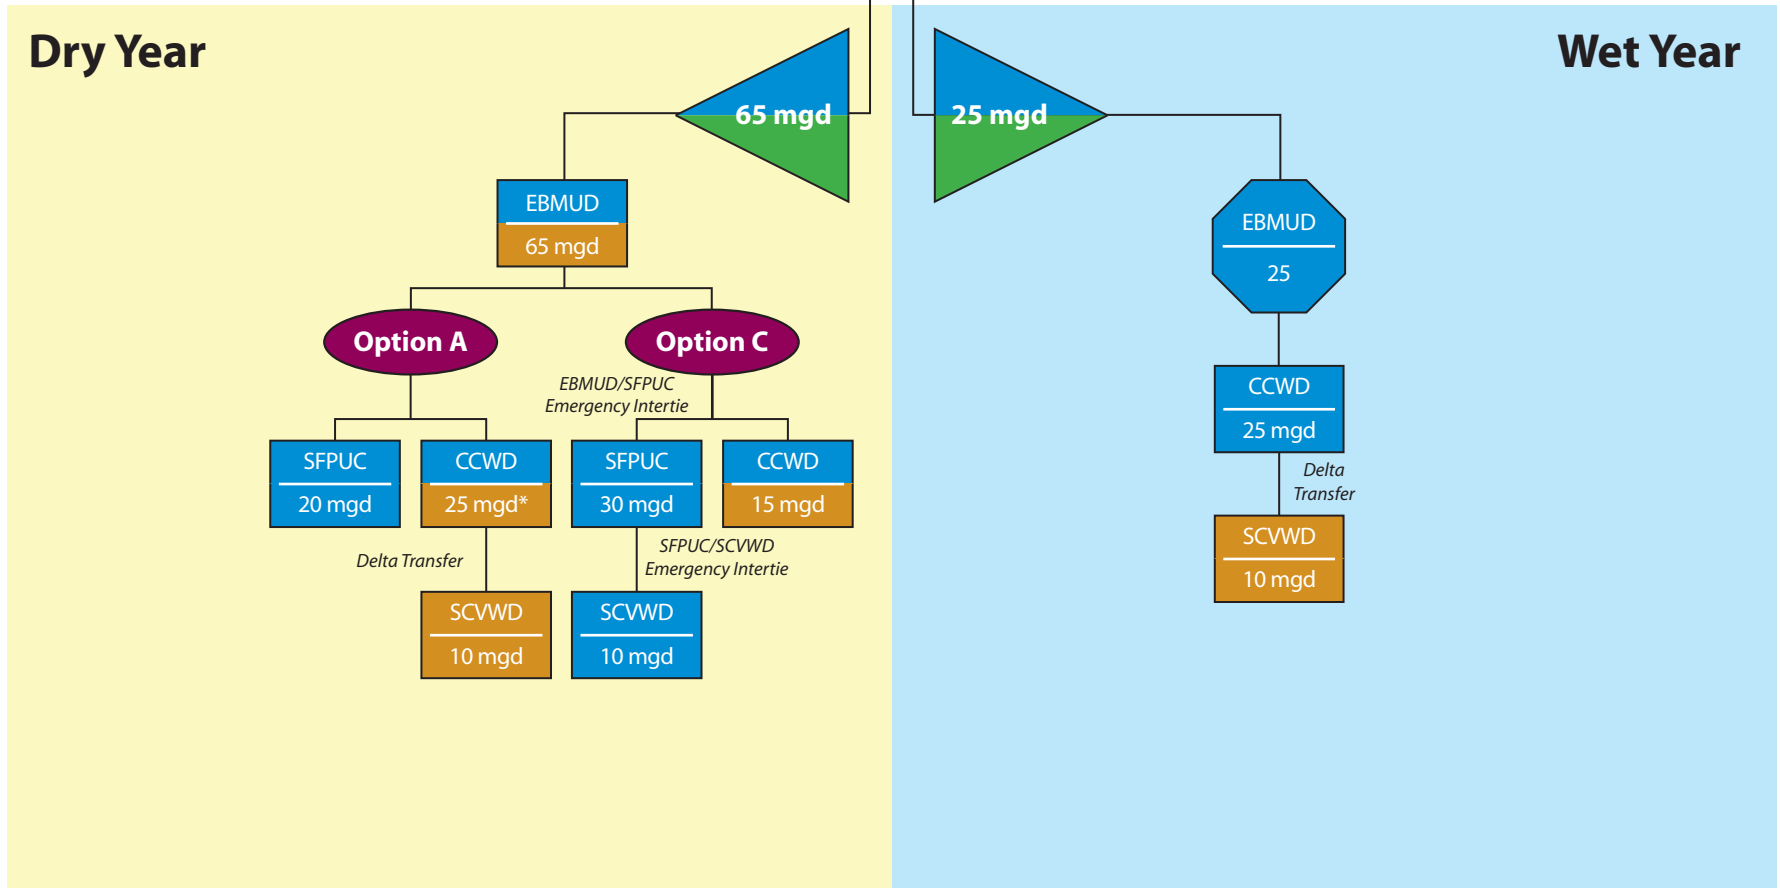 Dry Year
Wet Year
65 mgd
25 mgd
EBMUD
65 mgd
EBMUD
25
Option A
Option C
EBMUD/SFPUC
Emergency Intertie
CCWD
25 mgd
SFPUC
20 mgd
CCWD
25 mgd*
SFPUC
30 mgd
CCWD
15 mgd
Delta
Transfer
Delta Transfer
SFPUC/SCVWD
Emergency Intertie
SCVWD
10 mgd
SCVWD
10 mgd
SCVWD
10 mgd